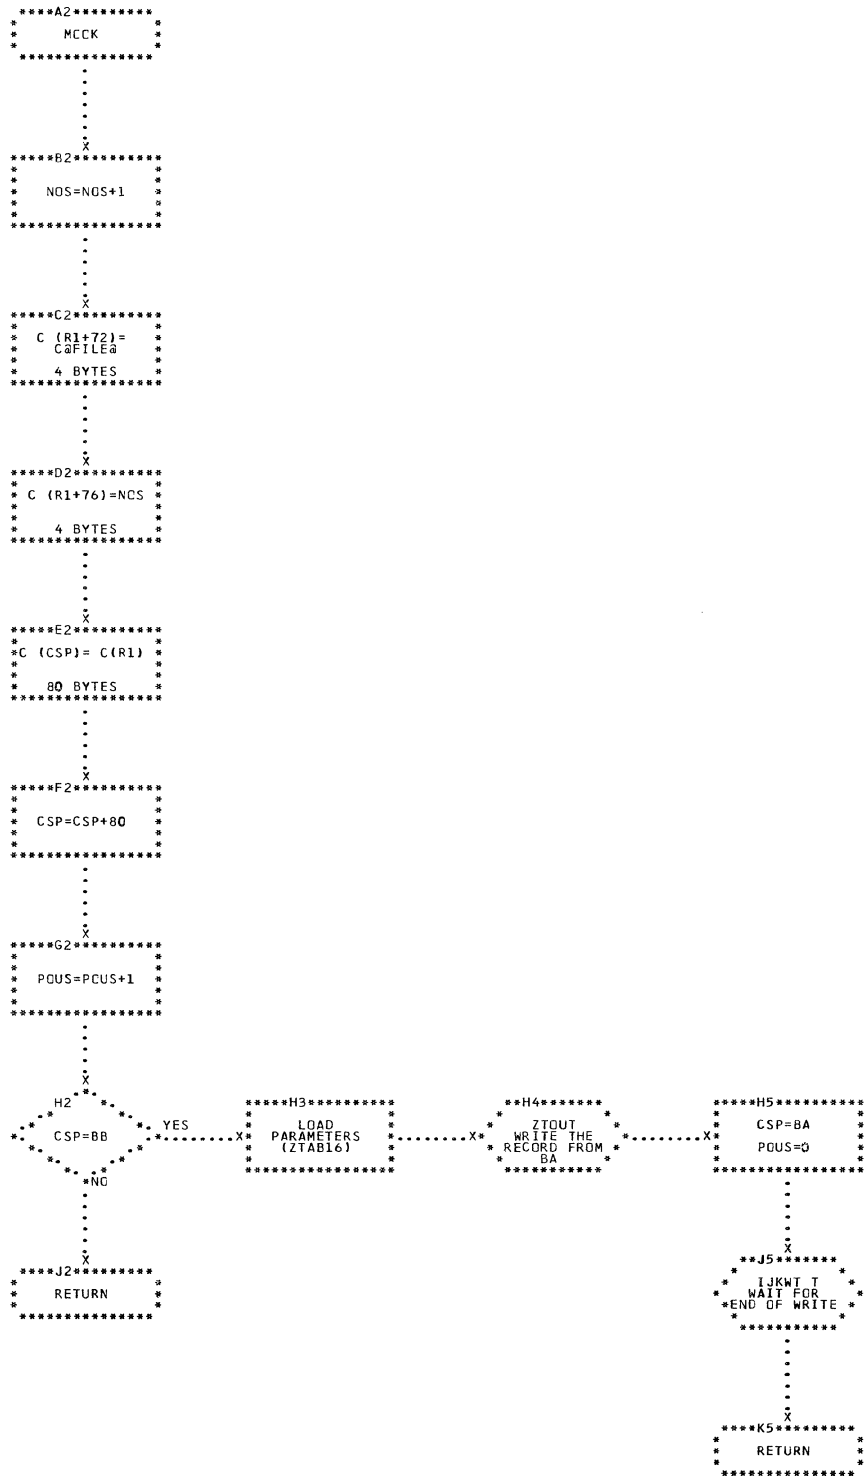 ****A2*********
MCCK
*****B2**********
NOS=NOS+1
*****C2**********
C (R1+72)=
C@FILE@
4 BYTES
*****D2**********
C (R1+76)=NCS
4 BYTES
*****E2**********
C (CSP)= C(R1)
80 BYTES
*****F2**********
CSP=CSP+80
*****G2**********
POUS=PCUS+1
H2
CSP=BB
YES
*NO
*****H3**********
LOAD
PARAMETERS
(ZTAB16)
**H4*******
ZTOUT
WRITE THE
RECORD FROM
BA
*****H5**********
CSP=BA
POUS=0
****J2*********
RETURN
**J5*******
IJKWT T
WAIT FOR
END OF WRITE
****K5*********
RETURN